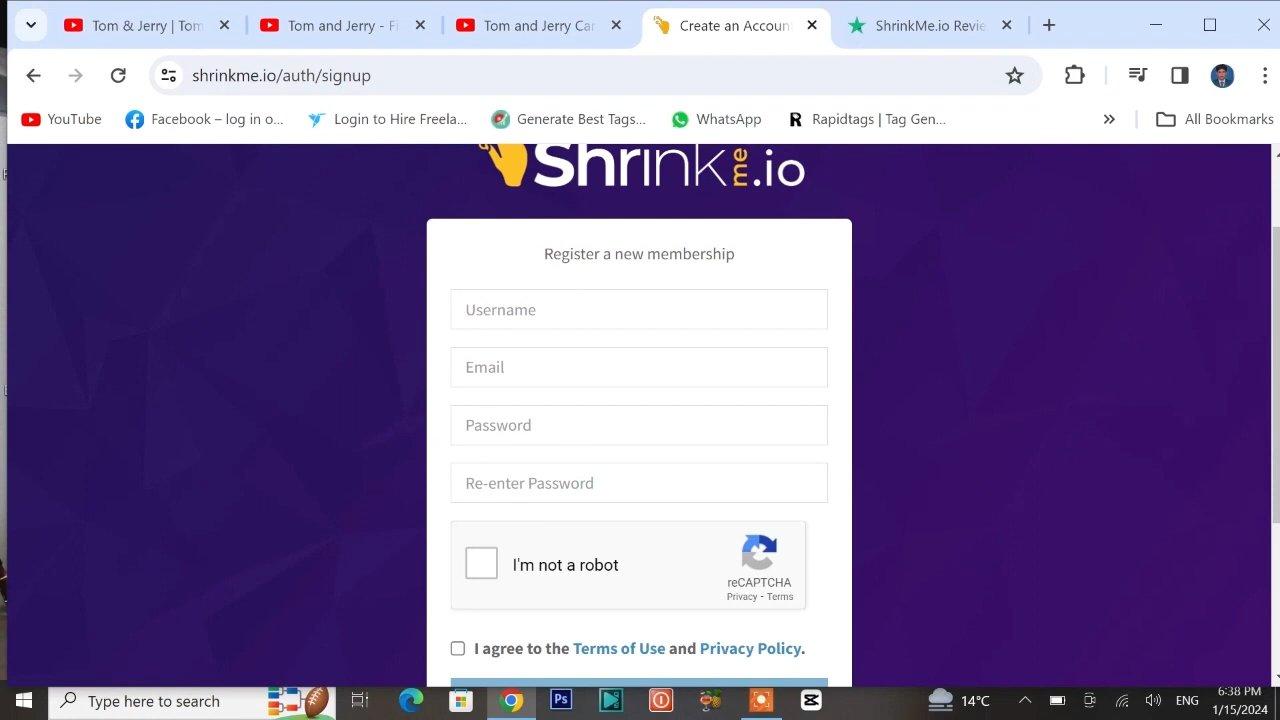 Tom & Jerry | Tom
Tom and Jerry - Fi
Tom and Jerry Car
Create an Accoun
ShrinkMe.io Revie
shrinkme.io/auth/signup
YouTube
Facebook – log in o...
Login to Hire Freela...
Generate Best Tags...
WhatsApp
R Rapidtags | Tag Gen...
»
All Bookmarks
Shrink me .io
Register a new membership
Username
Email
Password
Re-enter Password
I'm not a robot
reCAPTCHA
Privacy - Terms
I agree to the Terms of Use and Privacy Policy.
Type here to search
Ps
14°C
ENG
6:38 PM
1/15/2024